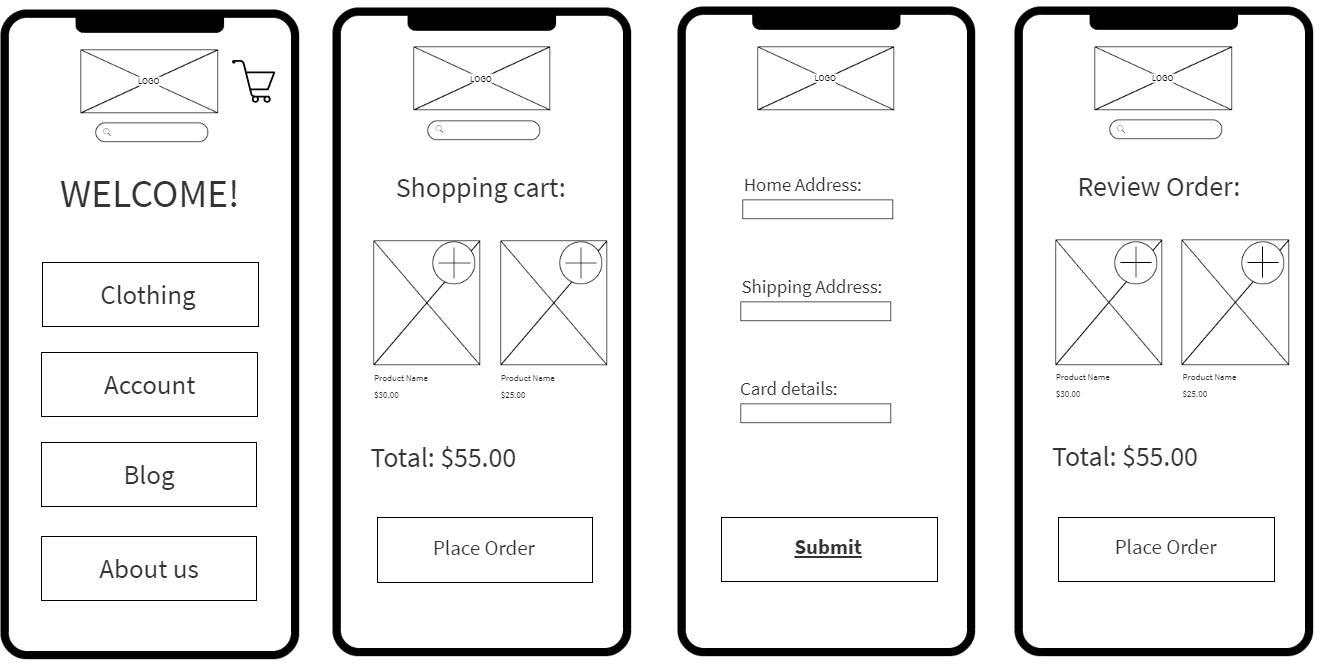 LOGO
WELCOME!
Clothing
Account
Blog
About us
LOGO
Shopping cart:
Product Name
$30.00
Product Name
$25.00
Total: $55.00
Place Order
LOGO
Home Address:
Shipping Address:
Card details:
Submit
LOGO
Review Order:
Product Name
$30.00
Product Name
$25.00
Total: $55.00
Place Order